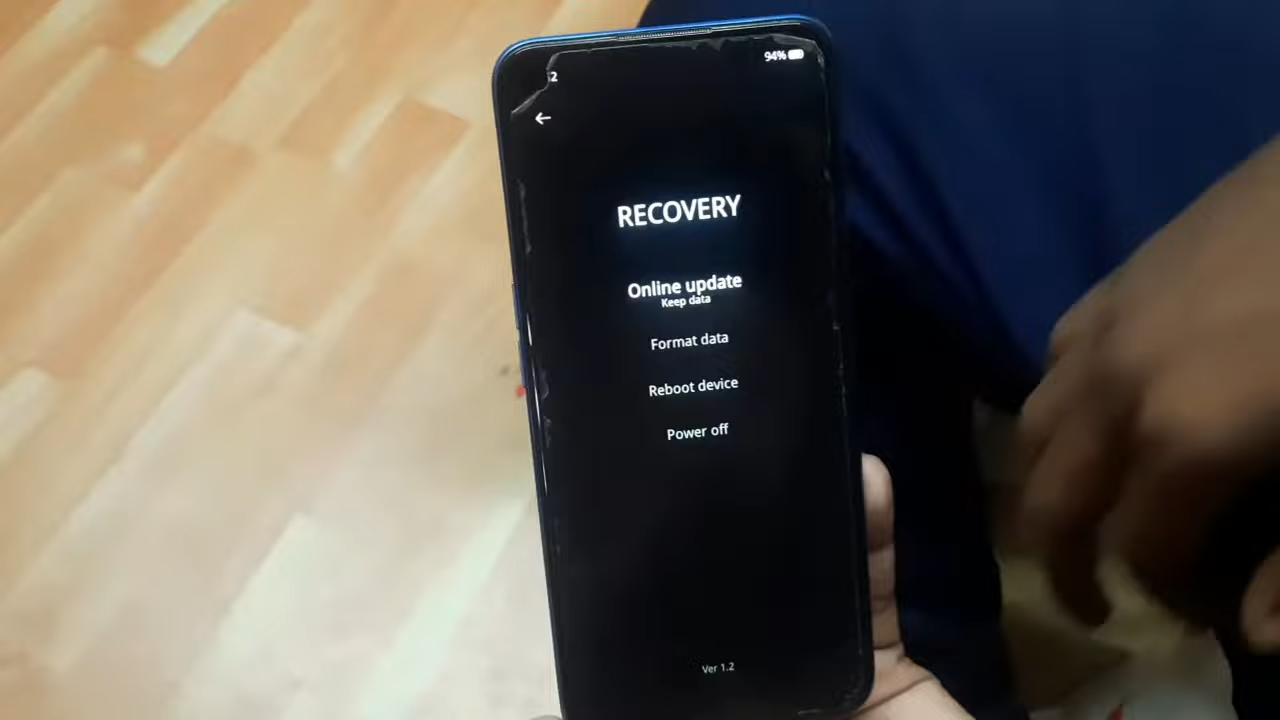 94%
RECOVERY
Online update
Keep data
Format data
Reboot device
Power off
Ver 1.2